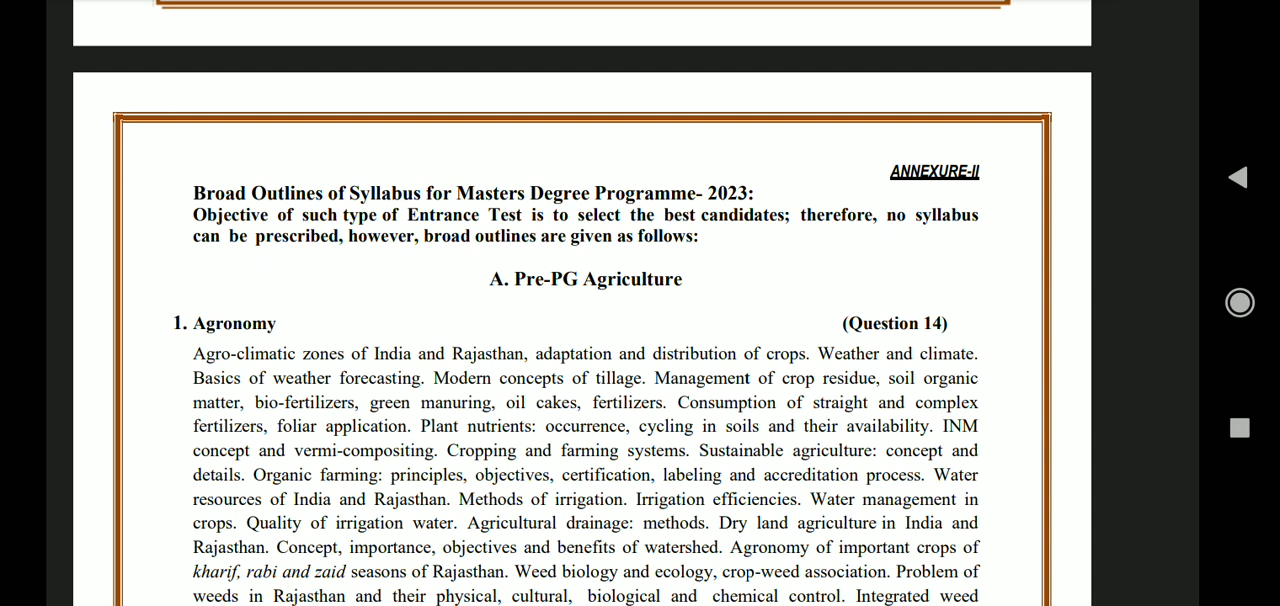 ANNEXURE-II
Broad Outlines of Syllabus for Masters Degree Programme- 2023:
Objective of such type of Entrance Test is to select the best candidates; therefore, no syllabus
can be prescribed, however, broad outlines are given as follows:
A. Pre-PG Agriculture
1. Agronomy (Question 14)
Agro-climatic zones of India and Rajasthan, adaptation and distribution of crops. Weather and climate.
Basics of weather forecasting. Modern concepts of tillage. Management of crop residue, soil organic
matter, bio-fertilizers, green manuring, oil cakes, fertilizers. Consumption of straight and complex
fertilizers, foliar application. Plant nutrients: occurrence, cycling in soils and their availability. INM
concept and vermi-compositing. Cropping and farming systems. Sustainable agriculture: concept and
details. Organic farming: principles, objectives, certification, labeling and accreditation process. Water
resources of India and Rajasthan. Methods of irrigation. Irrigation efficiencies. Water management in
crops. Quality of irrigation water. Agricultural drainage: methods. Dry land agriculture in India and
Rajasthan. Concept, importance, objectives and benefits of watershed. Agronomy of important crops of
kharif, rabi and zaid seasons of Rajasthan. Weed biology and ecology, crop-weed association. Problem of
weeds in Rajasthan and their physical, cultural, biological and chemical control. Integrated weed